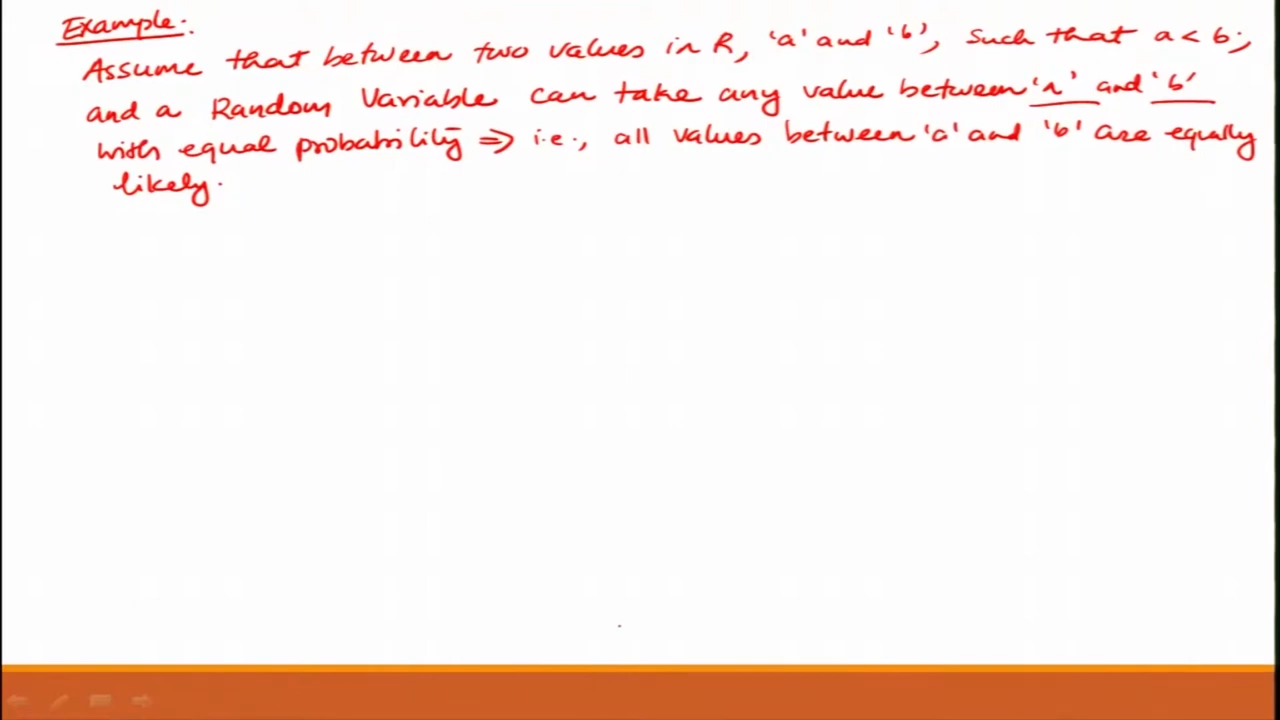 Example:
Assume that between two values in R, 'a' and 'b', such that a < b;
and a Random Variable can take any value between 'a' and 'b'
with equal probability ⇒ i.e., all values between 'a' and 'b' are equally
likely.